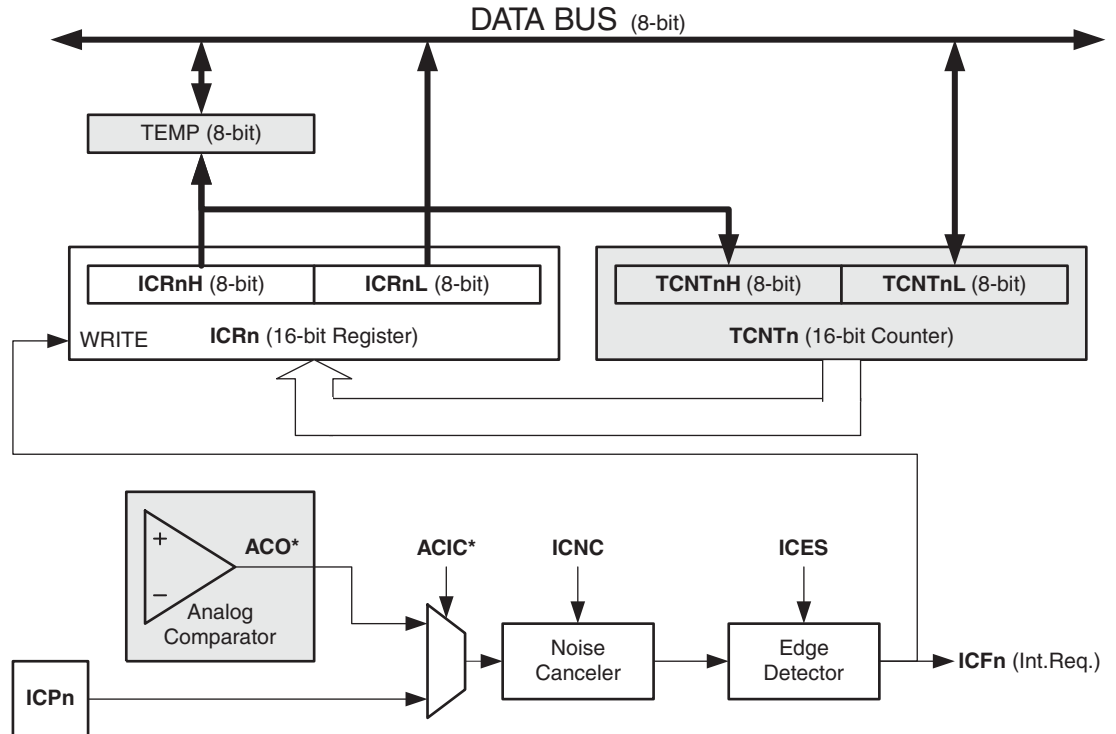 DATA BUS (8-bit)
TEMP (8-bit)
ICRnH (8-bit) ICRnL (8-bit) TCNTnH (8-bit) TCNTnL (8-bit)
WRITE ICRn (16-bit Register) TCNTn (16-bit Counter)
+
ACO* ACIC* ICNC ICES
−
Analog
Comparator
Noise
Canceler
Edge
Detector
ICFn (Int.Req.)
ICPn